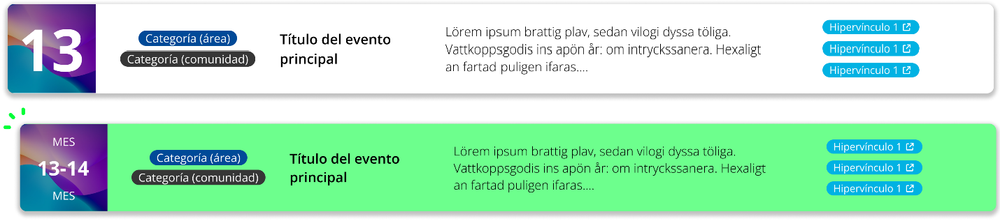 13
Categoría (área)
Categoría (comunidad)
Título del evento
principal
Lörem ipsum brattig plav, sedan vilogi dyssa töliga.
Vattkoppsgodis ins apön år: om intryckssanera. Hexaligt
an fartad puligen ifaras....
Hipervínculo 1
Hipervínculo 1
Hipervínculo 1
MES
13-14
MES
Categoría (área)
Categoría (comunidad)
Título del evento
principal
Lörem ipsum brattig plav, sedan vilogi dyssa töliga.
Vattkoppsgodis ins apön år: om intryckssanera. Hexaligt
an fartad puligen ifaras....
Hipervínculo 1
Hipervínculo 1
Hipervínculo 1